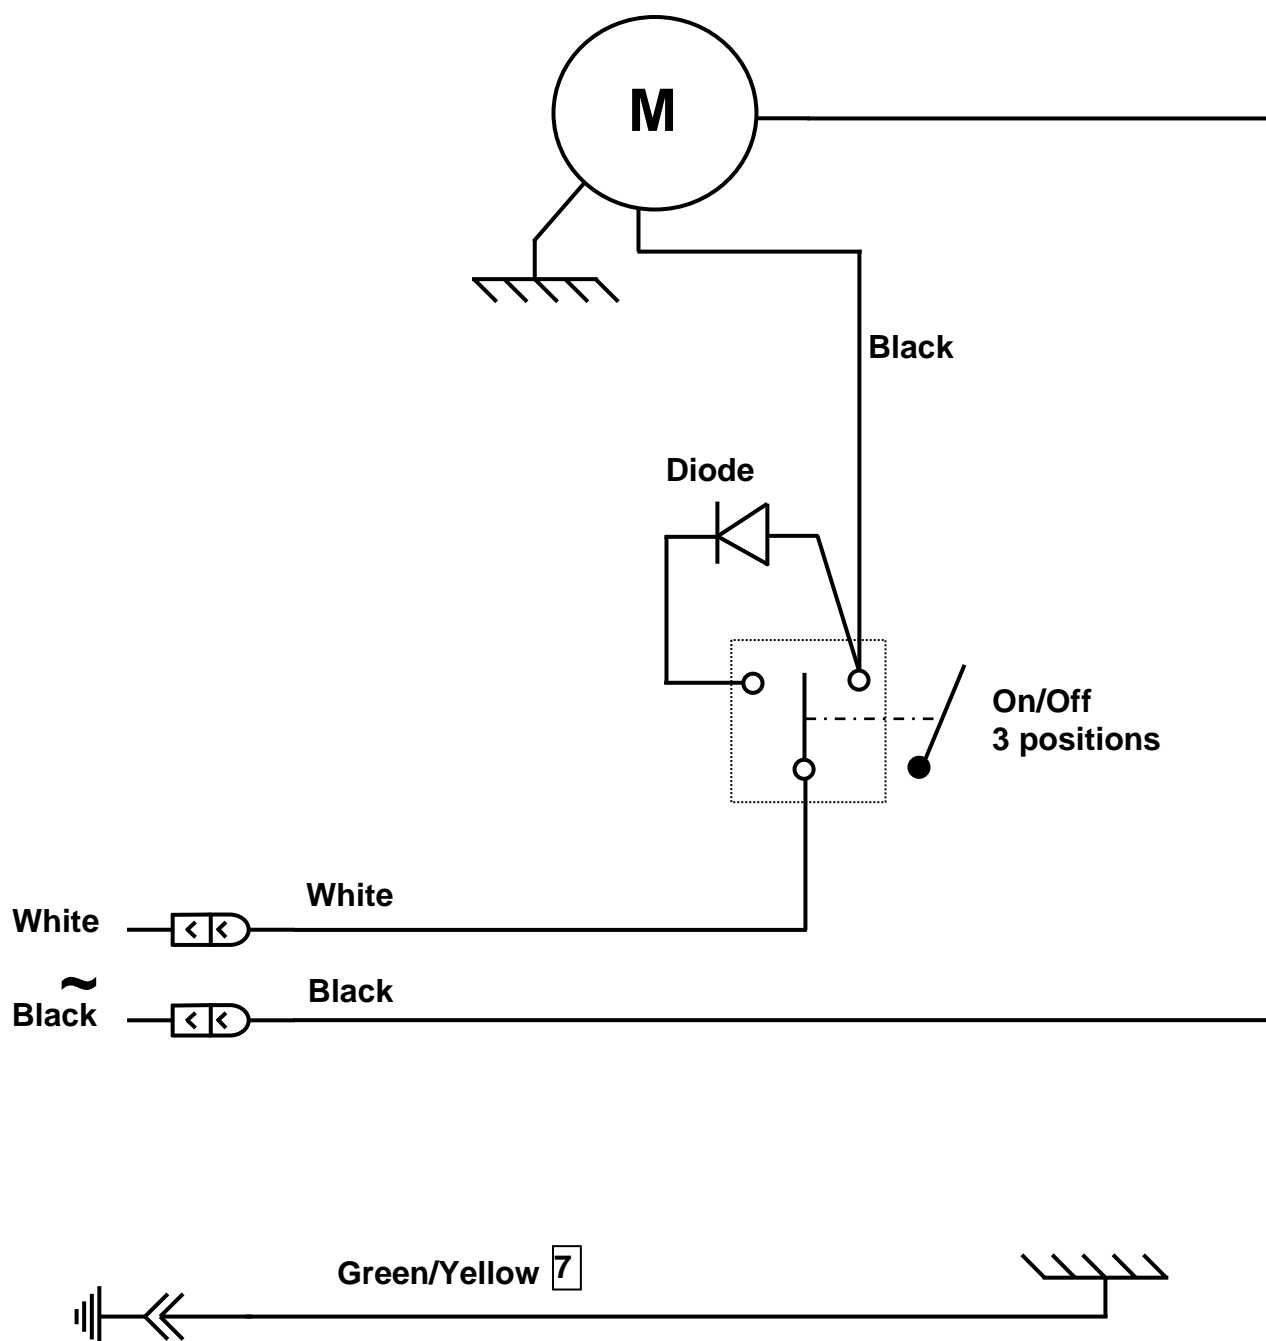 M
Black
Diode
On/Off
3 positions
White
White
~
Black
Black
Green/Yellow 7